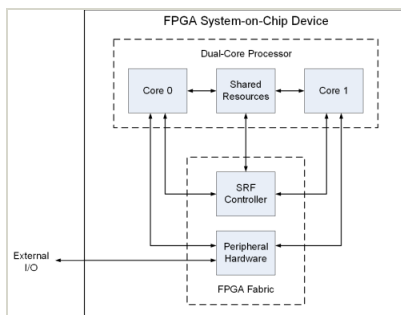 FPGA System-on-Chip Device
Dual-Core Processor
Core 0
Shared
Resources
Core 1
SRF
Controller
External
I/O
Peripheral
Hardware
FPGA Fabric